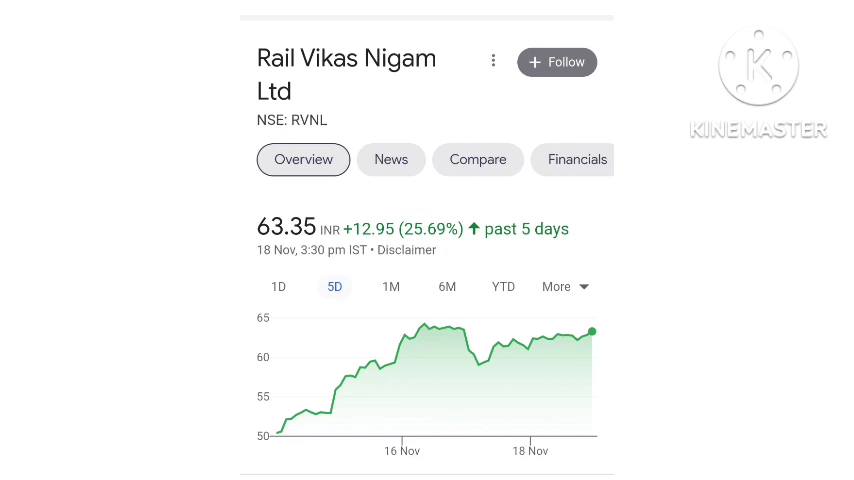 Rail Vikas Nigam
Ltd
+ Follow
NSE: RVNL
Overview News Compare Financials
63.35 INR +12.95 (25.69%) ↑ past 5 days
18 Nov, 3:30 pm IST • Disclaimer
1D 5D 1M 6M YTD More
65
60
55
50
16 Nov 18 Nov
K
KINEMASTER